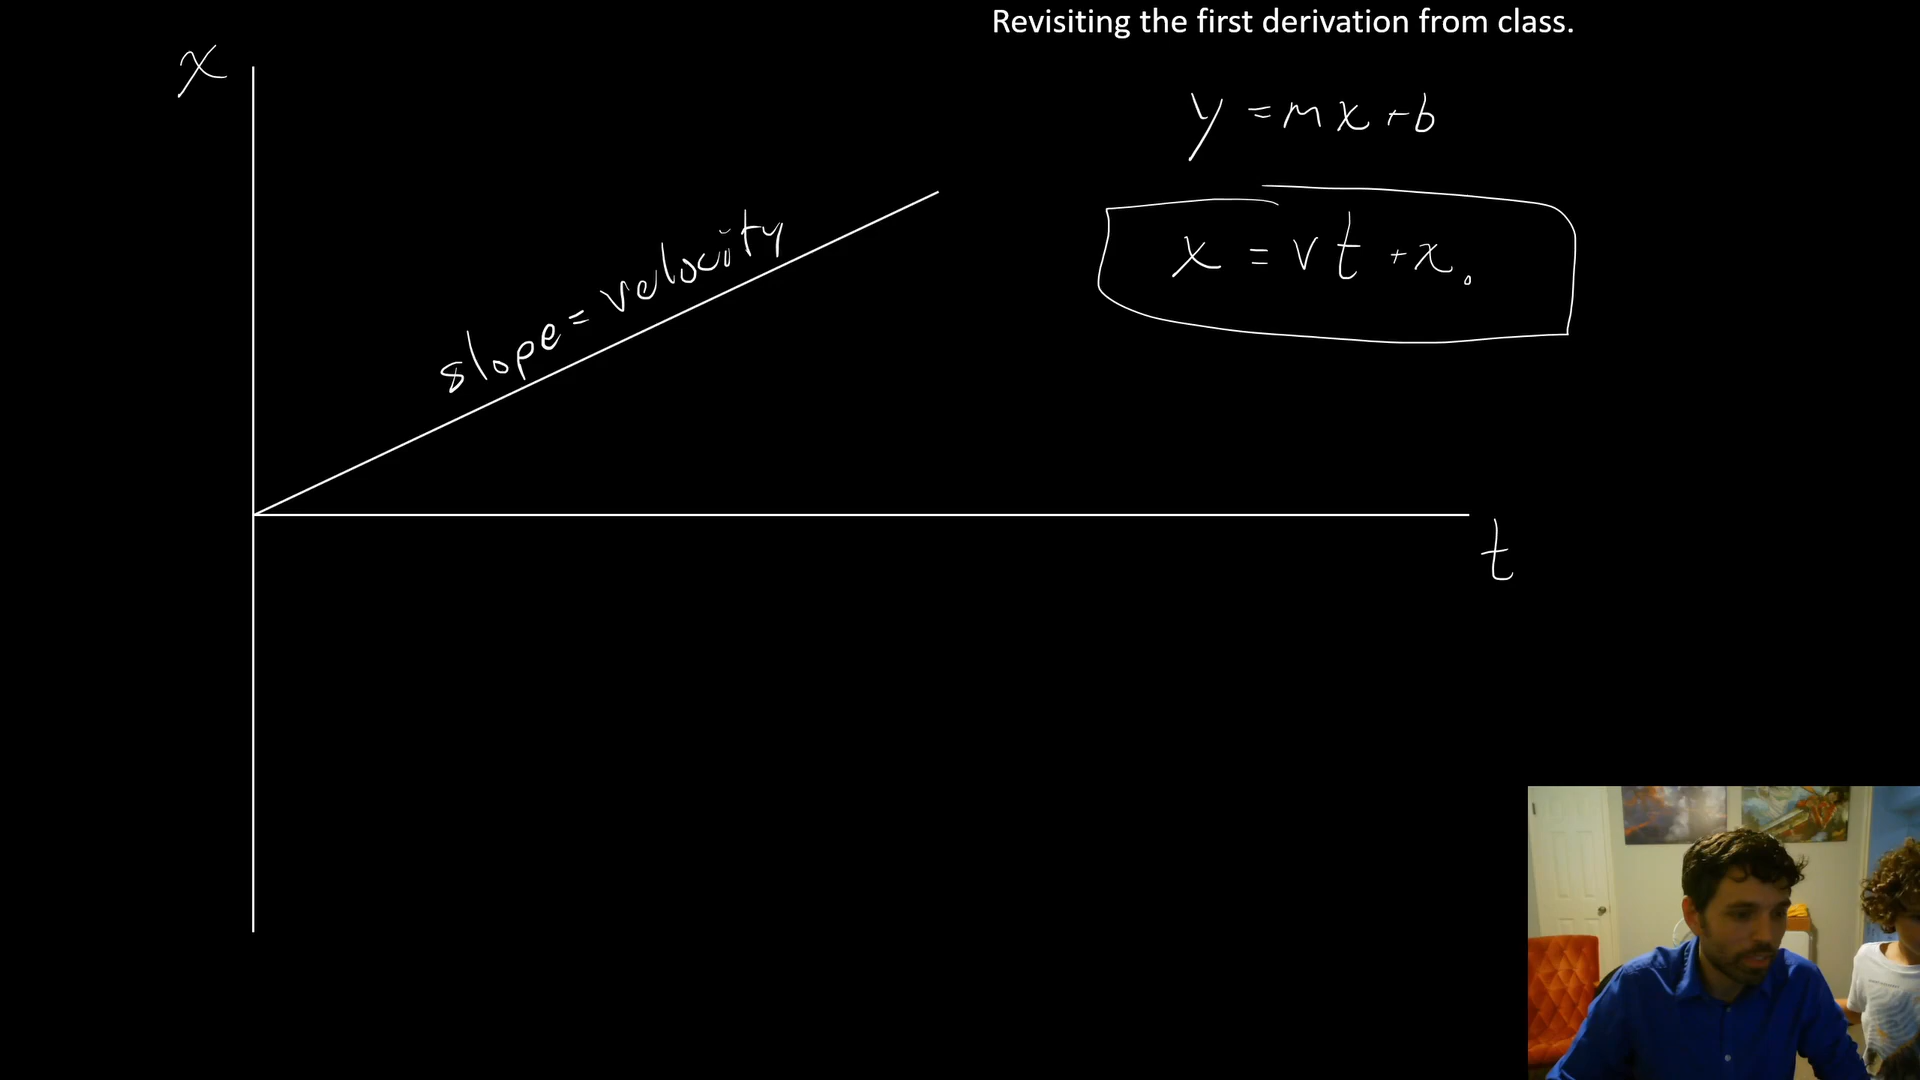 Revisiting the first derivation from class.
x
y = mx + b
x = vt + x₀
slope = velocity
t